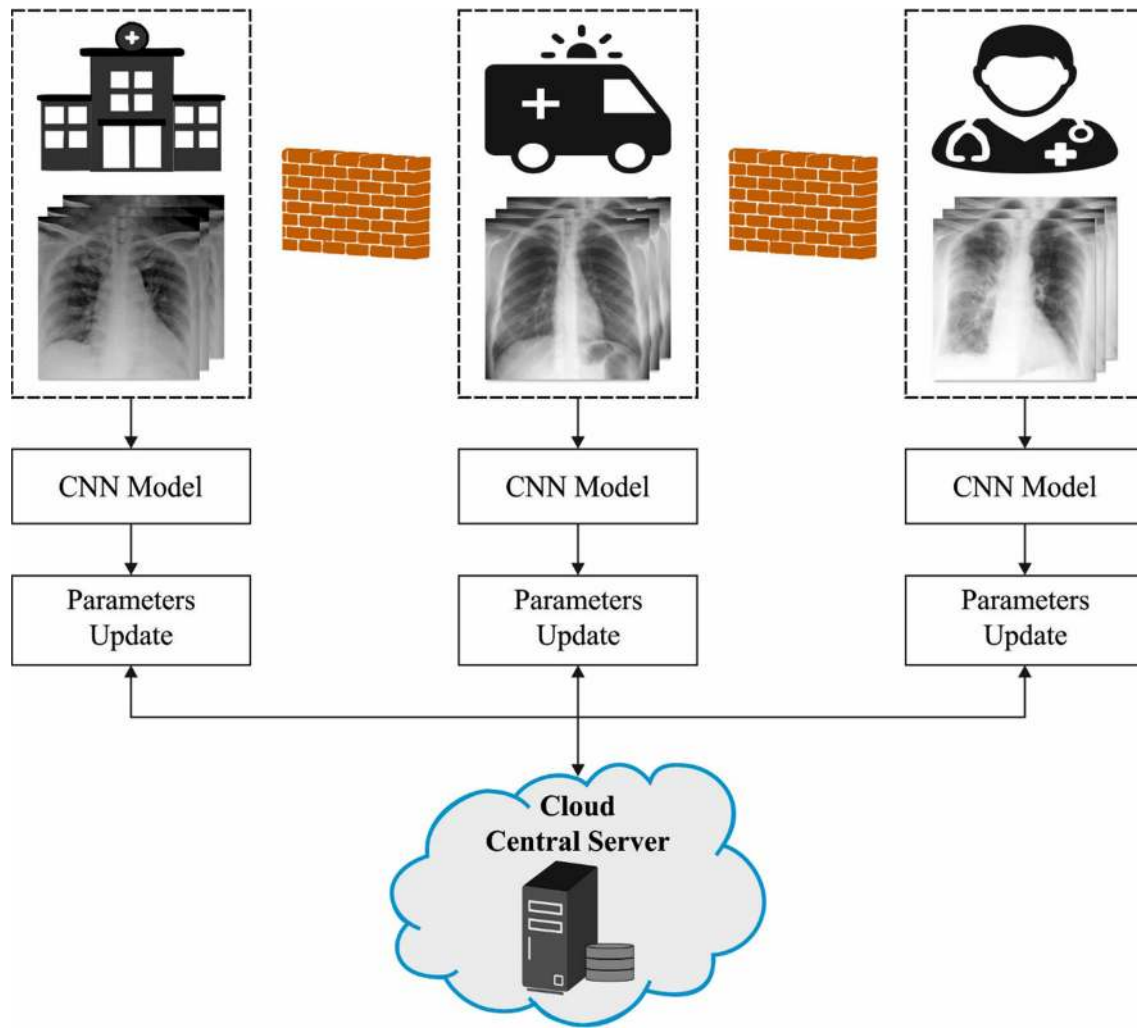 CNN Model
CNN Model
CNN Model
Parameters
Update
Parameters
Update
Parameters
Update
Cloud
Central Server